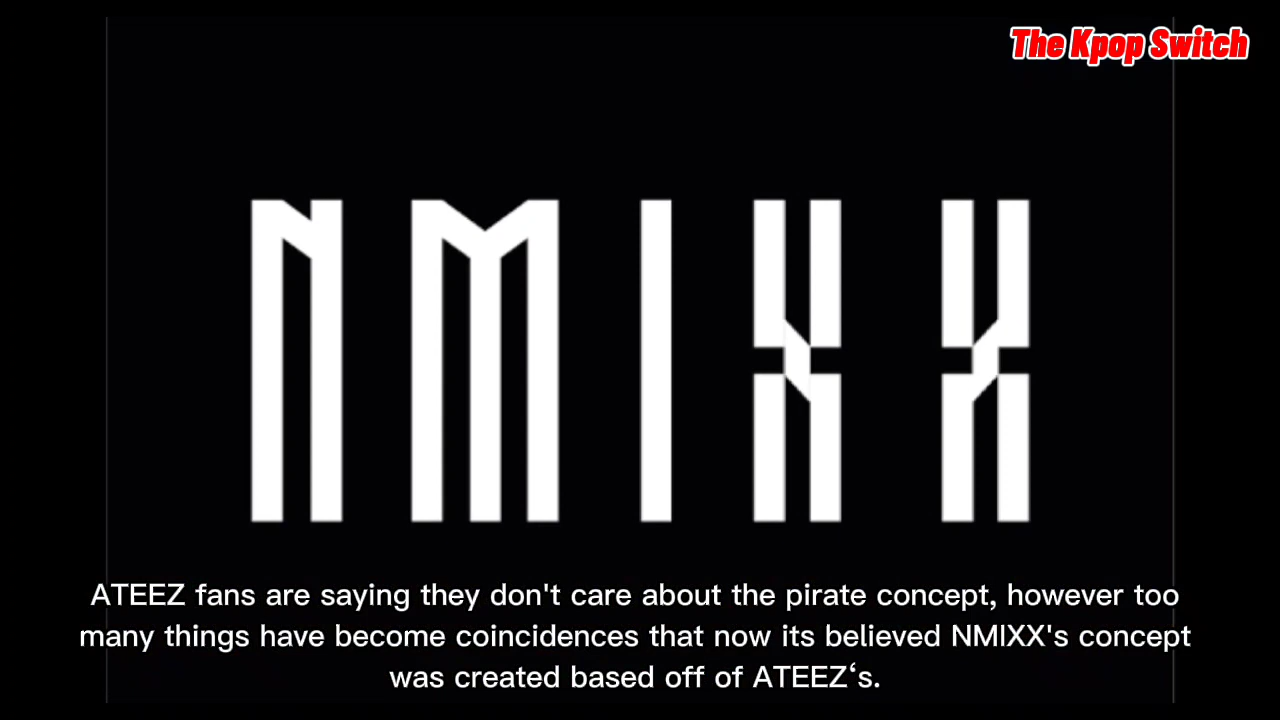 The Kpop Switch
NMIXX
ATEEZ fans are saying they don't care about the pirate concept, however too
many things have become coincidences that now its believed NMIXX's concept
was created based off of ATEEZ‘s.